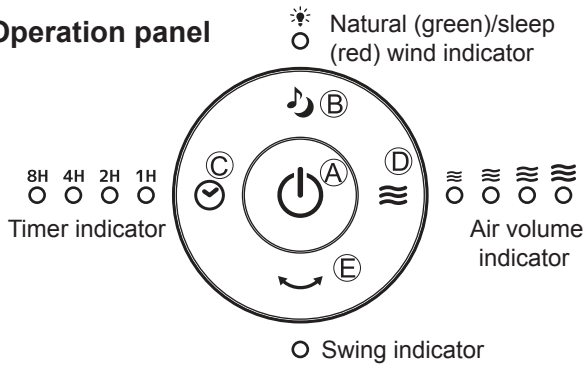 Operation panel
Natural (green)/sleep
(red) wind indicator
B
C
D
A
8H 4H 2H 1H
Timer indicator
Air volume
indicator
E
Swing indicator